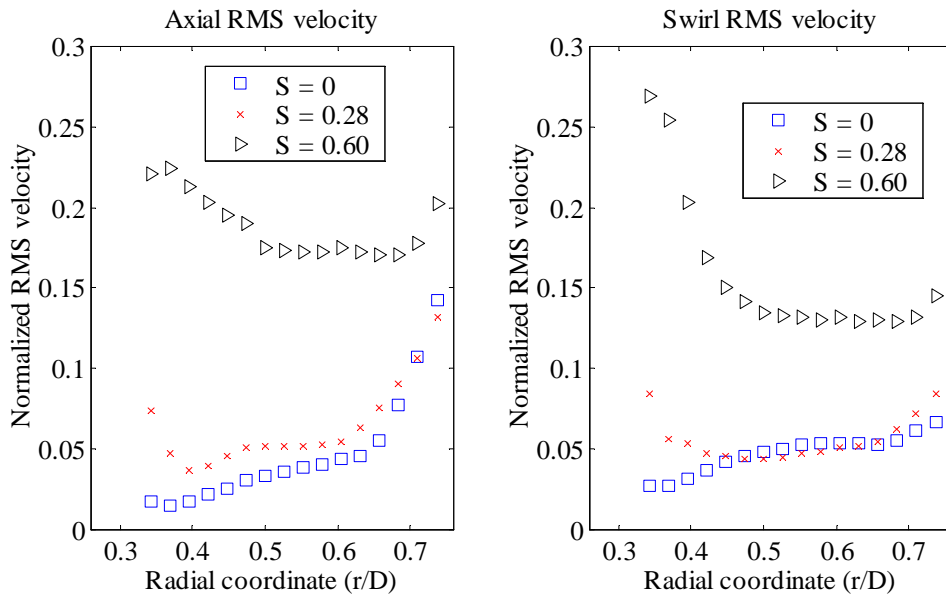 Axial RMS velocity
Normalized RMS velocity
0.3
0.25
0.2
0.15
0.1
0.05
0
S = 0
S = 0.28
S = 0.60
0.3 0.4 0.5 0.6 0.7
Radial coordinate (r/D)
Swirl RMS velocity
Normalized RMS velocity
0.3
0.25
0.2
0.15
0.1
0.05
0
S = 0
S = 0.28
S = 0.60
0.3 0.4 0.5 0.6 0.7
Radial coordinate (r/D)